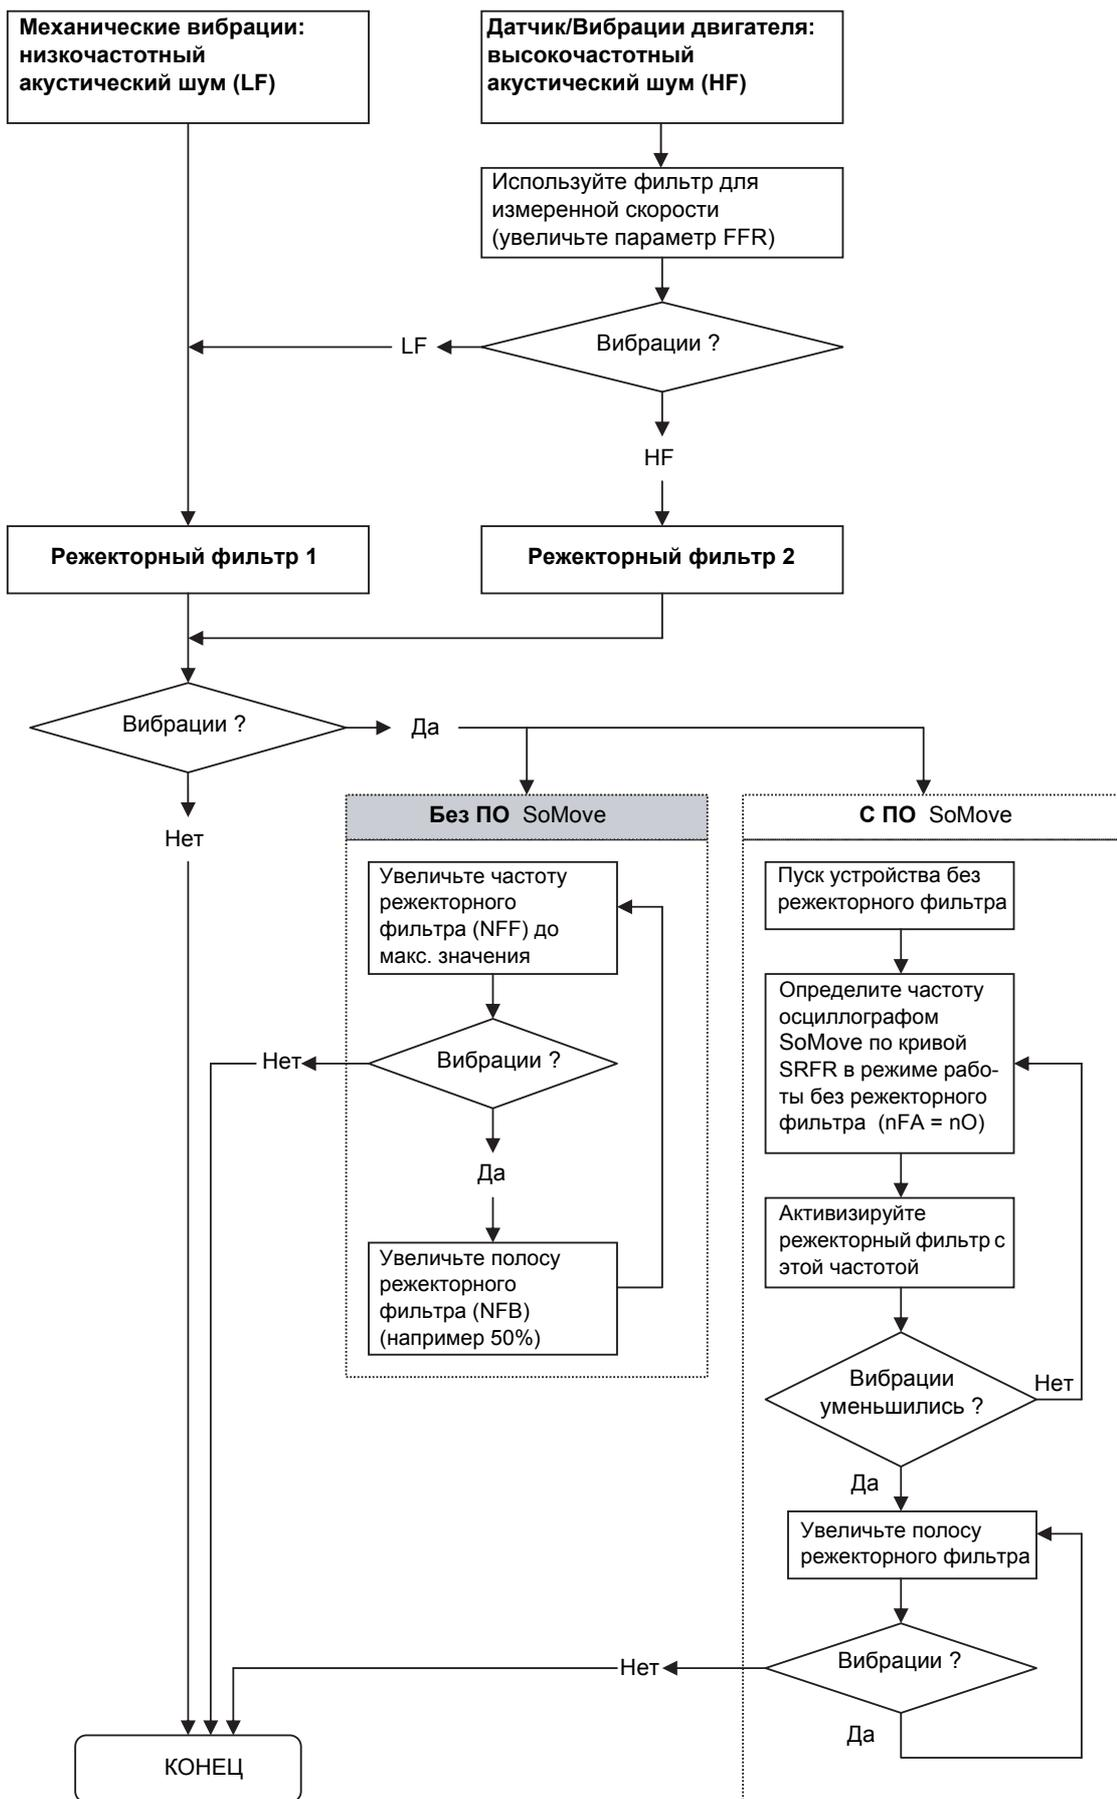 Механические вибрации:
низкочастотный
акустический шум (LF)
Датчик/Вибрации двигателя:
высокочастотный
акустический шум (HF)
Используйте фильтр для
измеренной скорости
(увеличьте параметр FFR)
Вибрации ?
LF
HF
Режекторный фильтр 1
Режекторный фильтр 2
Вибрации ?
Да
Нет
Без ПО SoMove
Увеличьте частоту
режекторного
фильтра (NFF) до
макс. значения
Вибрации ?
Нет
Да
Увеличьте полосу
режекторного
фильтра (NFB)
(например 50%)
С ПО SoMove
Пуск устройства без
режекторного фильтра
Определите частоту
осциллографом
SoMove по кривой
SRFR в режиме рабо-
ты без режекторного
фильтра (nFA = nO)
Активизируйте
режекторный фильтр с
этой частотой
Вибрации
уменьшились ?
Нет
Да
Увеличьте полосу
режекторного фильтра
Вибрации ?
Нет
Да
КОНЕЦ